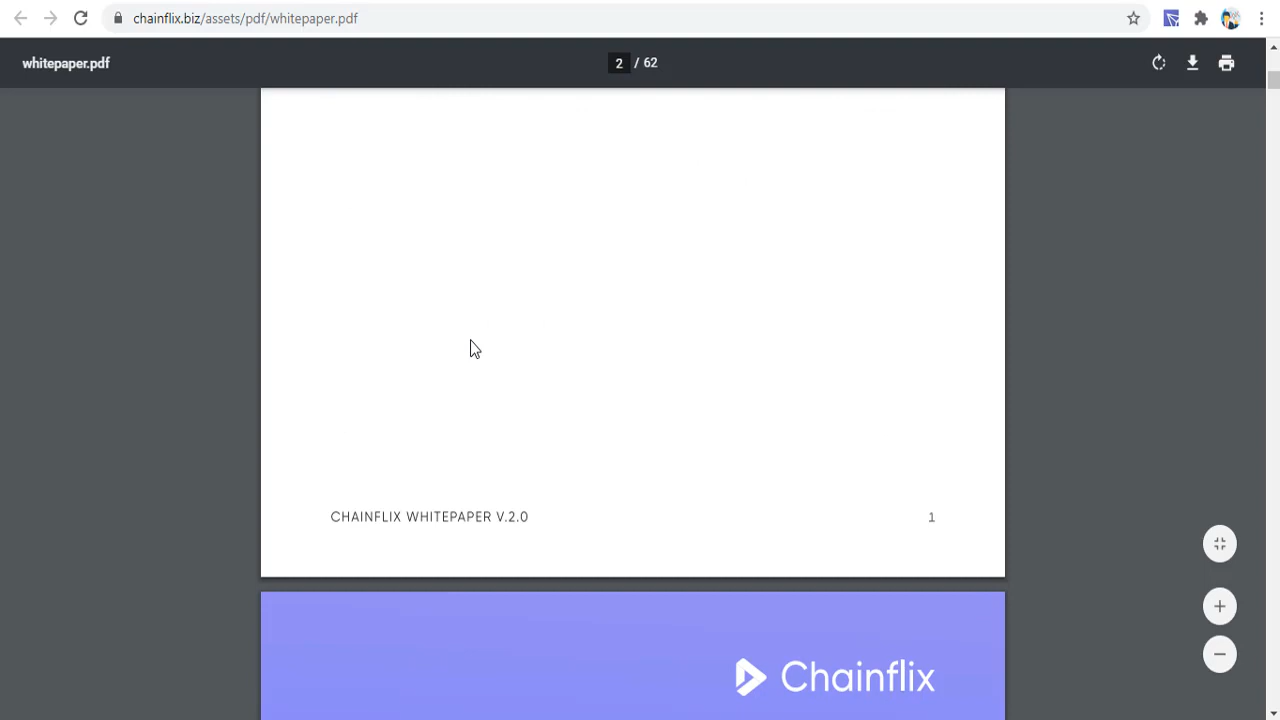 chainflix.biz/assets/pdf/whitepaper.pdf
whitepaper.pdf
2 / 62
CHAINFLIX WHITEPAPER V.2.0
1
Chainflix